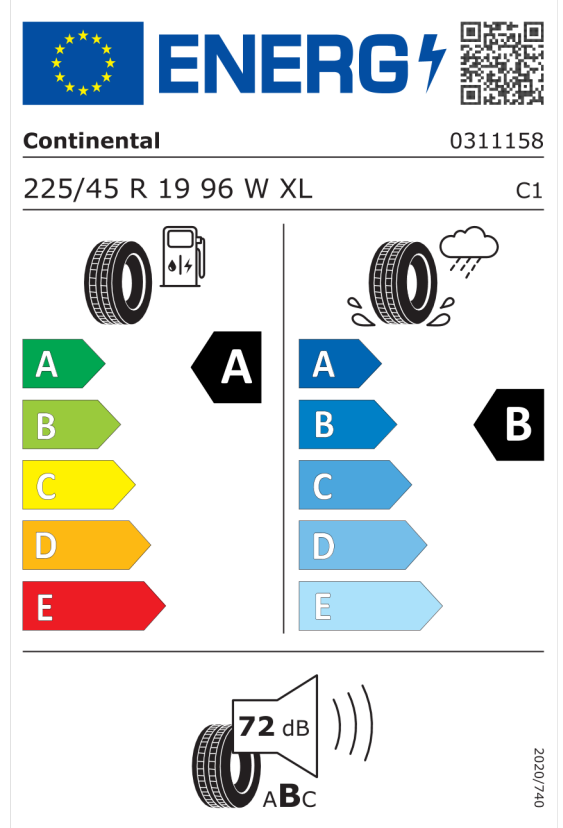 ENERG
Continental 0311158
225/45 R 19 96 W XL C1
A A
B
C
D
E
A
B B
C
D
E
72 dB
ABC
2020/740